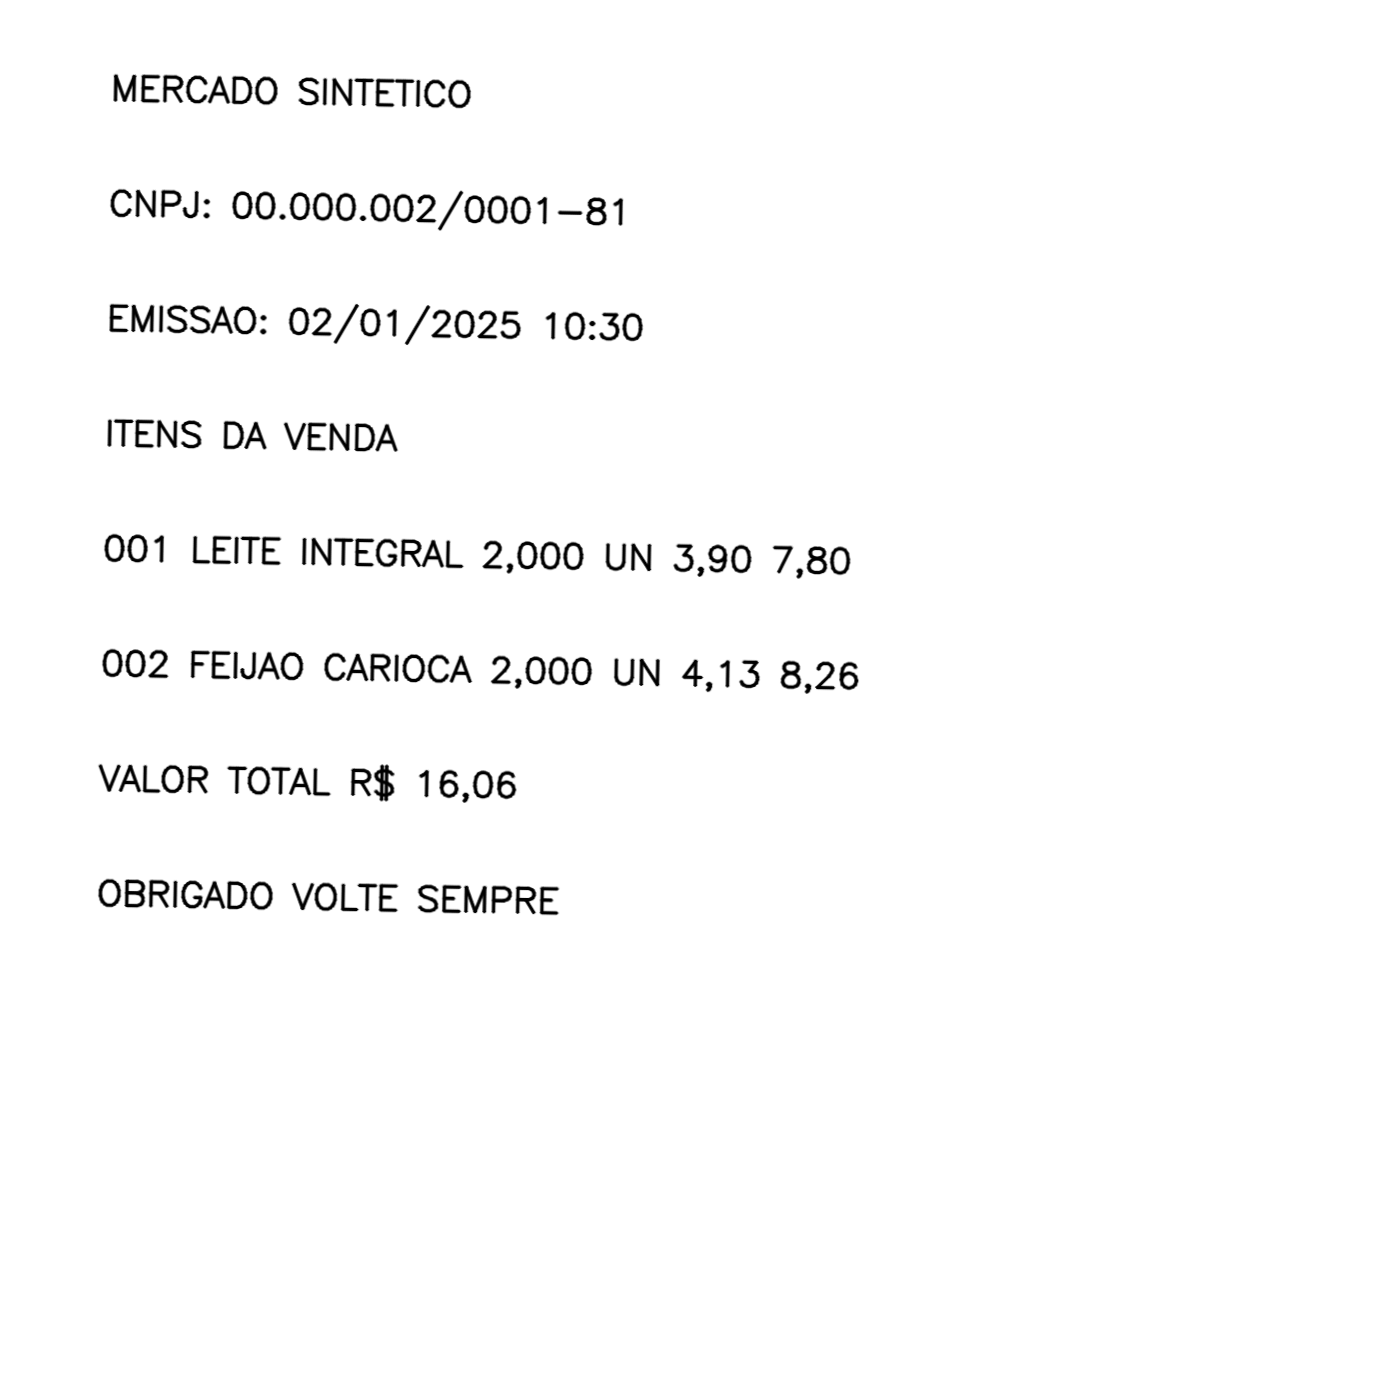 MERCADO SINTETICO
CNPJ: 00.000.002/0001-81
EMISSAO: 02/01/2025 10:30
ITENS DA VENDA
001 LEITE INTEGRAL 2,000 UN 3,90 7,80
002 FEIJAO CARIOCA 2,000 UN 4,13 8,26
VALOR TOTAL R$ 16,06
OBRIGADO VOLTE SEMPRE